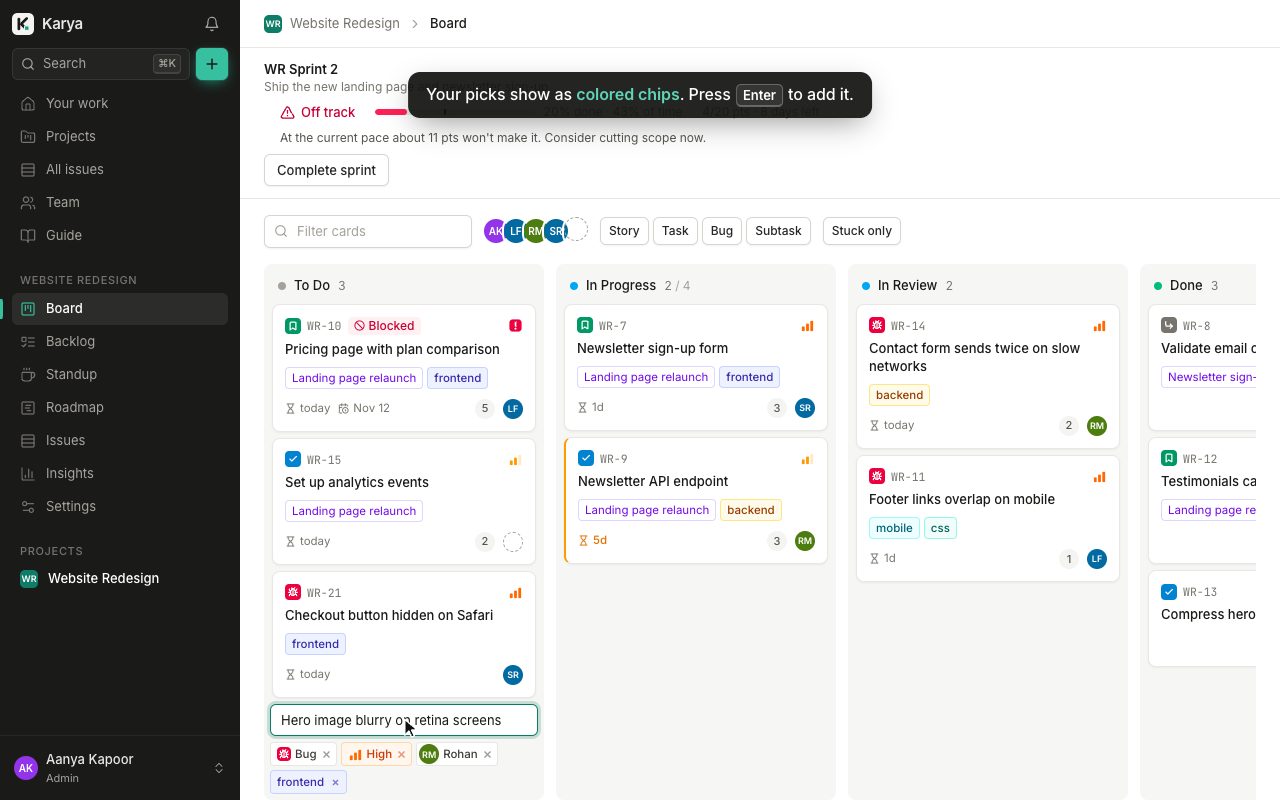 Karya
Search ⌘K
Your work
Projects
All issues
Team
Guide
WEBSITE REDESIGN
Board
Backlog
Standup
Roadmap
Issues
Insights
Settings
PROJECTS
WR Website Redesign
AK Aanya Kapoor
Admin
WR Website Redesign > Board
WR Sprint 2
Ship the new landing page
Your picks show as colored chips. Press Enter to add it.
Off track
At the current pace about 11 pts won't make it. Consider cutting scope now.
Complete sprint
Filter cards
AK LF RM SR
Story Task Bug Subtask Stuck only
To Do 3
WR-10 Blocked
Pricing page with plan comparison
Landing page relaunch frontend
today Nov 12 5 LF
WR-15
Set up analytics events
Landing page relaunch
today 2
WR-21
Checkout button hidden on Safari
frontend
today SR
Hero image blurry on retina screens
Bug × High × RM Rohan ×
frontend ×
In Progress 2 / 4
WR-7
Newsletter sign-up form
Landing page relaunch frontend
1d 3 SR
WR-9
Newsletter API endpoint
Landing page relaunch backend
5d 3 RM
In Review 2
WR-14
Contact form sends twice on slow
networks
backend
today 2 RM
WR-11
Footer links overlap on mobile
mobile css
1d 1 LF
Done 3
WR-8
Validate email
Newsletter sign-
WR-12
Testimonials ca
Landing page re
WR-13
Compress hero